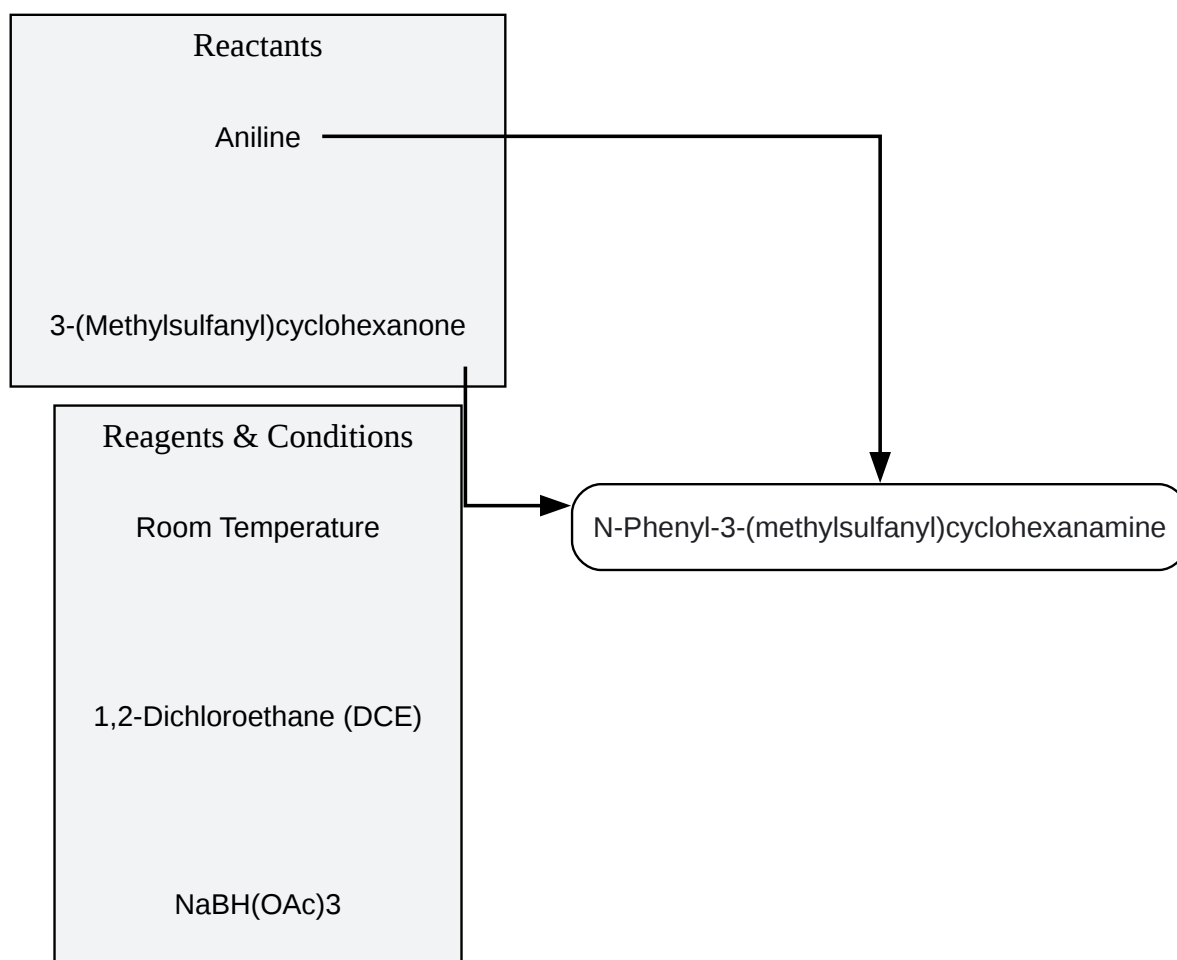 Reactants
Aniline
3-(Methylsulfanyl)cyclohexanone
Reagents & Conditions
Room Temperature
N-Phenyl-3-(methylsulfanyl)cyclohexanamine
1,2-Dichloroethane (DCE)
NaBH(OAc)3